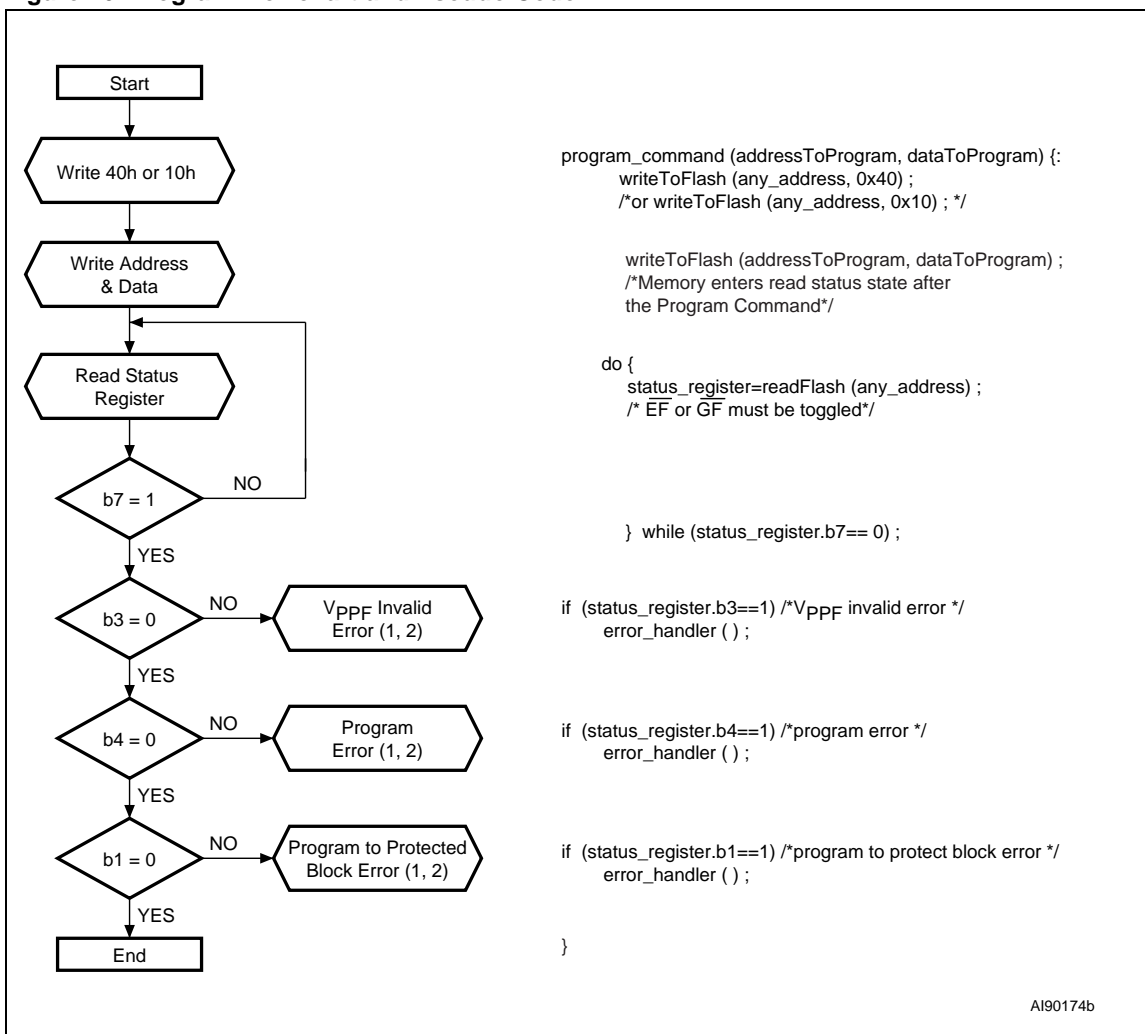 Start
Write 40h or 10h
Write Address
& Data
Read Status
Register
b7 = 1
NO
YES
b3 = 0
NO
VPPF Invalid
Error (1, 2)
YES
b4 = 0
NO
Program
Error (1, 2)
YES
b1 = 0
NO
Program to Protected
Block Error (1, 2)
YES
End
program_command (addressToProgram, dataToProgram) {:
writeToFlash (any_address, 0x40) ;
/*or writeToFlash (any_address, 0x10) ; */
writeToFlash (addressToProgram, dataToProgram) ;
/*Memory enters read status state after
the Program Command*/
do {
status_register=readFlash (any_address) ;
/* EF or GF must be toggled*/
} while (status_register.b7== 0) ;
if (status_register.b3==1) /*VPPF invalid error */
error_handler ( ) ;
if (status_register.b4==1) /*program error */
error_handler ( ) ;
if (status_register.b1==1) /*program to protect block error */
error_handler ( ) ;
}
AI90174b